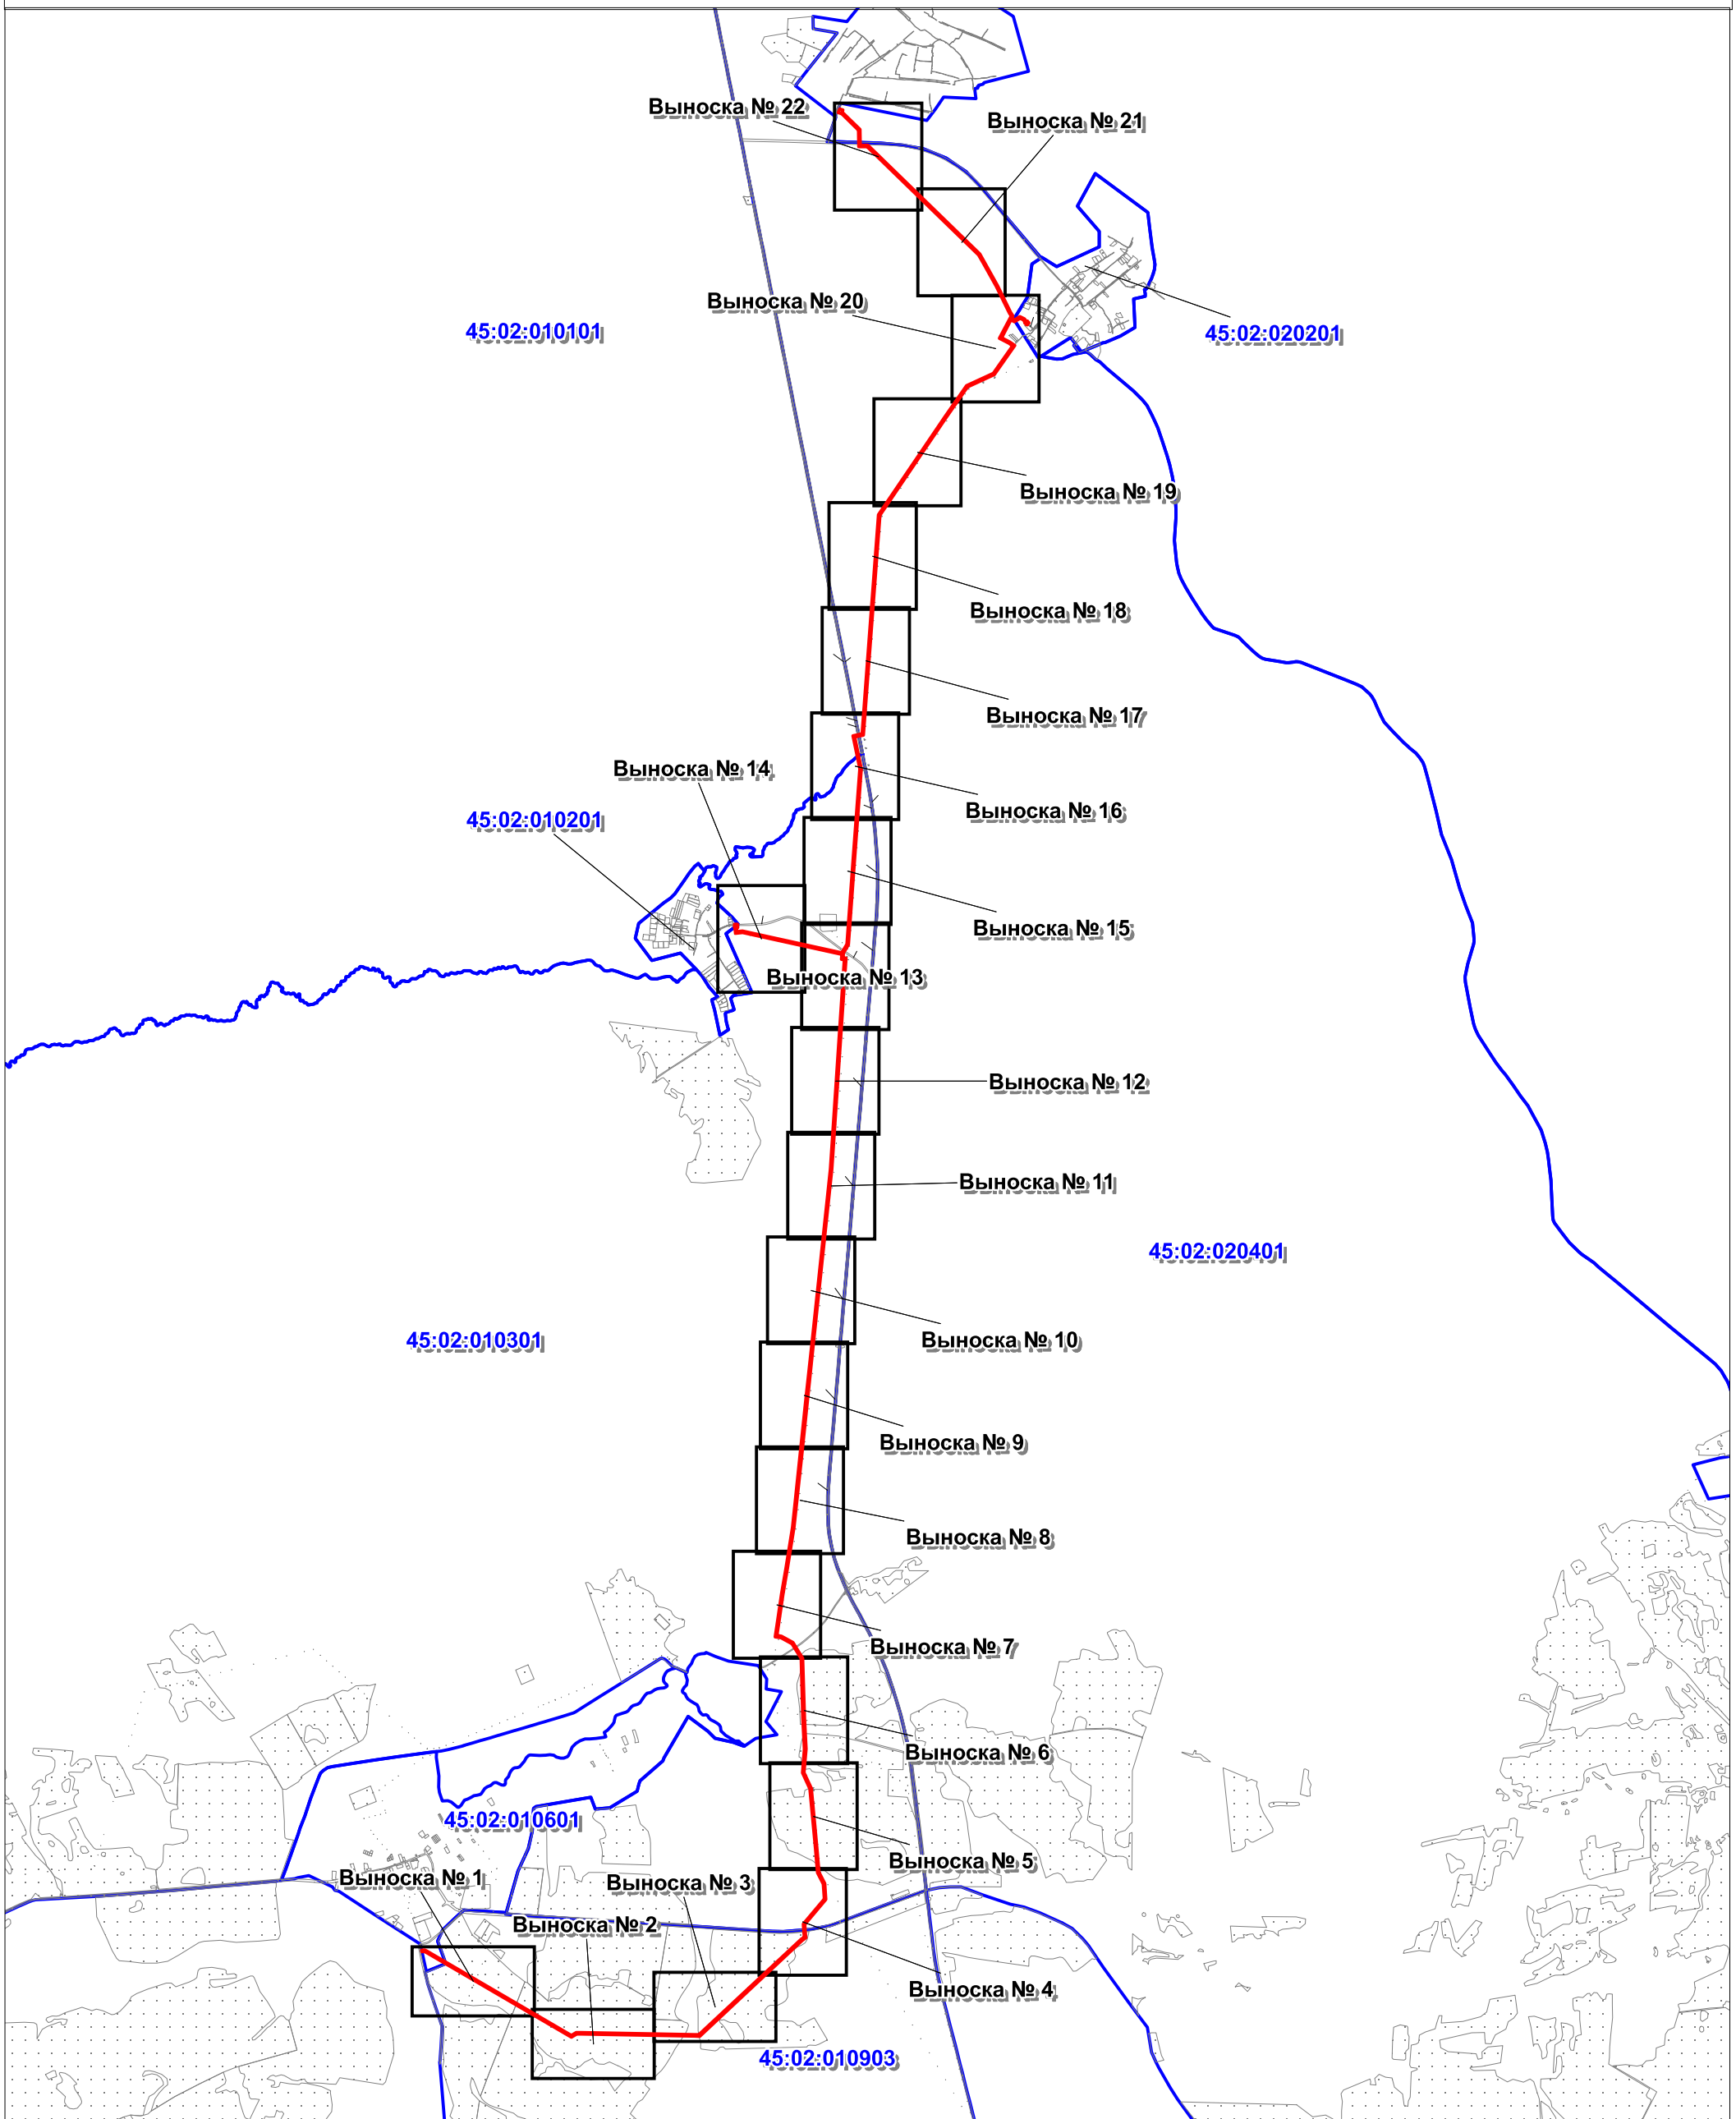 Выноска № 22
Выноска № 21
Выноска № 20
45:02:010101
45:02:020201
Выноска № 19
Выноска № 18
Выноска № 17
Выноска № 14
Выноска № 16
45:02:010201
Выноска № 15
Выноска № 13
Выноска № 12
Выноска № 11
45:02:020401
45:02:010301
Выноска № 10
Выноска № 9
Выноска № 8
Выноска № 7
Выноска № 6
45:02:010601
Выноска № 5
Выноска № 1
Выноска № 3
Выноска № 2
Выноска № 4
45:02:010903